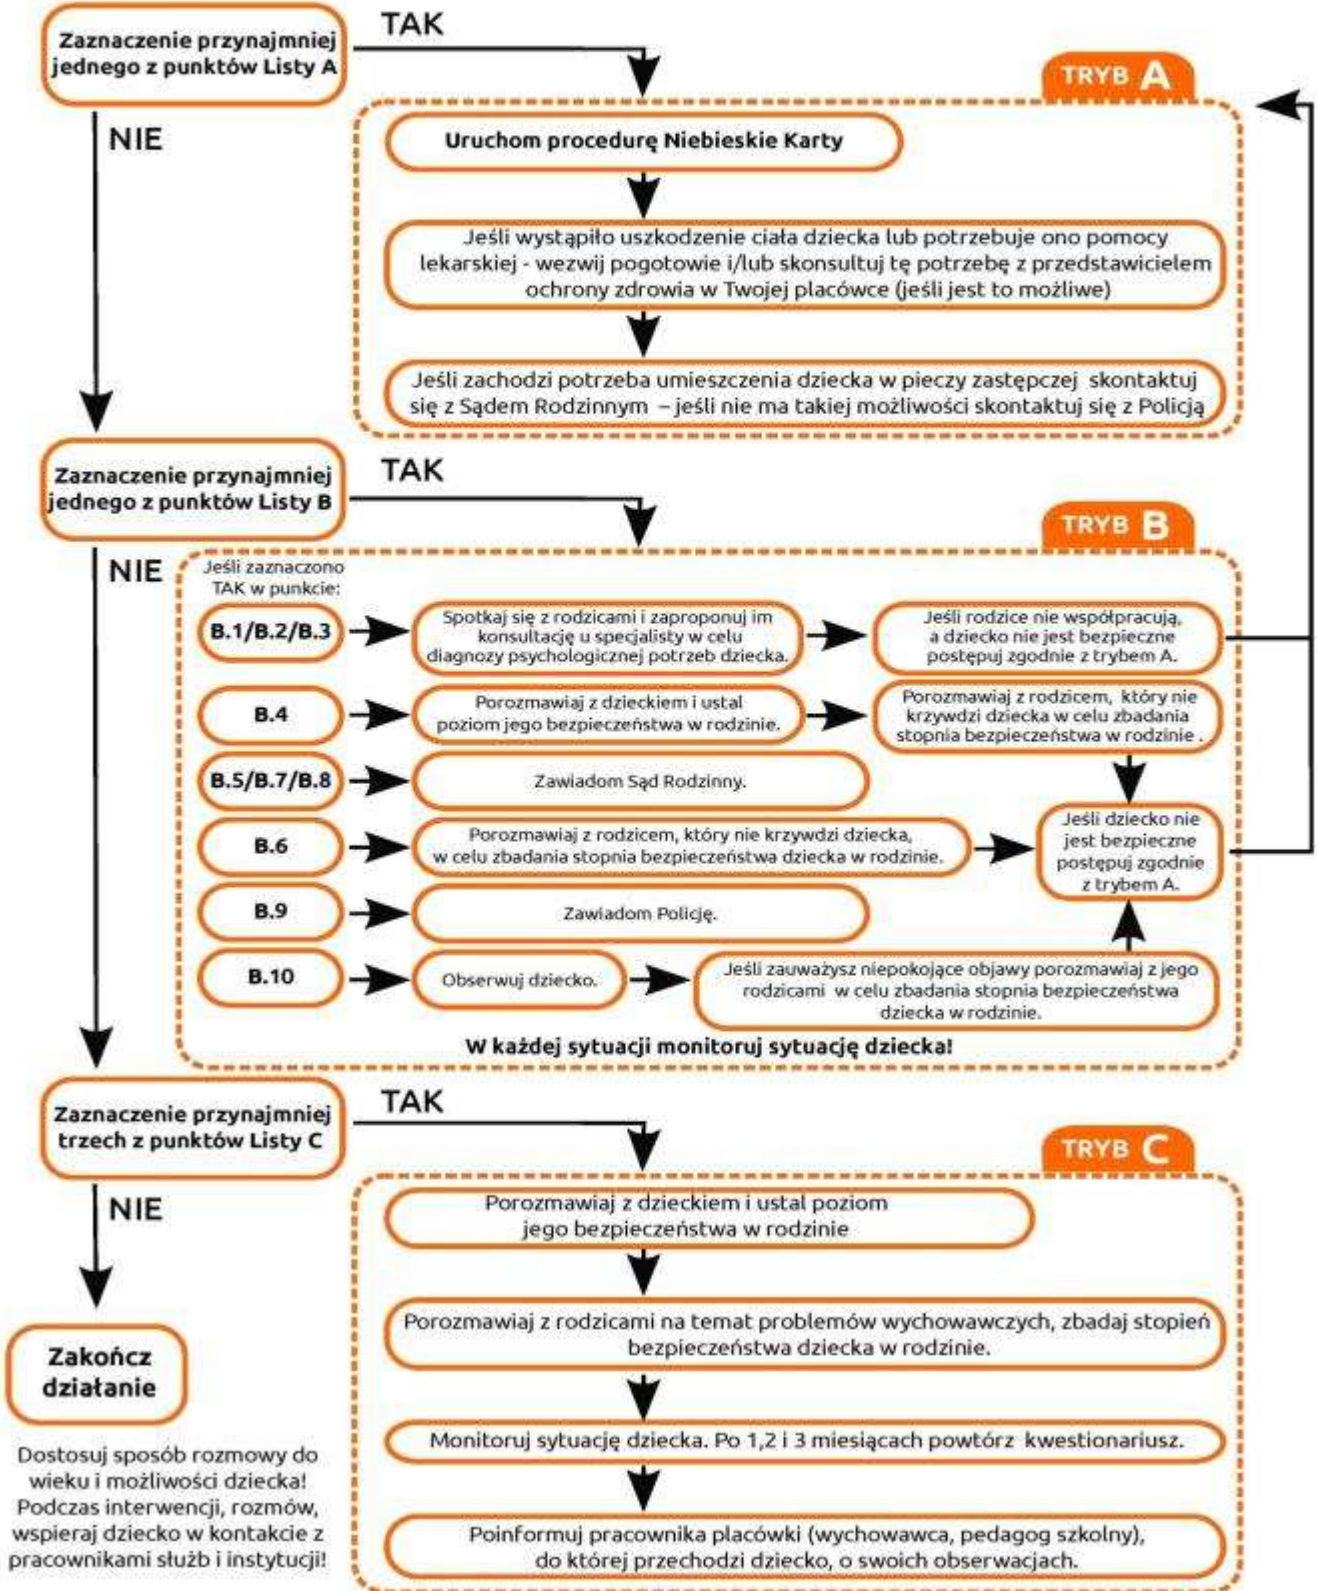 Zaznaczenie przynajmniej
jednego z punktów Listy A
TAK
NIE
TRYB A
Uruchom procedurę Niebieskie Karty
Jeśli wystąpiło uszkodzenie ciała dziecka lub potrzebuje ono pomocy
lekarskiej - wezwij pogotowie i/lub skonsultuj tę potrzebę z przedstawicielem
ochrony zdrowia w Twojej placówce (jeśli jest to możliwe)
Jeśli zachodzi potrzeba umieszczenia dziecka w pieczy zastępczej skontaktuj
się z Sądem Rodzinnym – jeśli nie ma takiej możliwości skontaktuj się z Policją
Zaznaczenie przynajmniej
jednego z punktów Listy B
TAK
NIE
TRYB B
Jeśli zaznaczono
TAK w punkcie:
B.1/B.2/B.3
Spotkaj się z rodzicami i zaproponuj im
konsultację u specjalisty w celu
diagnozy psychologicznej potrzeb dziecka.
Jeśli rodzice nie współpracują,
a dziecko nie jest bezpieczne
postępuj zgodnie z trybem A.
B.4
Porozmawiaj z dzieckiem i ustal
poziom jego bezpieczeństwa w rodzinie.
Porozmawiaj z rodzicem, który nie
krzywdzi dziecka w celu zbadania
stopnia bezpieczeństwa w rodzinie .
B.5/B.7/B.8
Zawiadom Sąd Rodzinny.
B.6
Porozmawiaj z rodzicem, który nie krzywdzi dziecka,
w celu zbadania stopnia bezpieczeństwa dziecka w rodzinie.
Jeśli dziecko nie
jest bezpieczne
postępuj zgodnie
z trybem A.
B.9
Zawiadom Policję.
B.10
Obserwuj dziecko.
Jeśli zauważysz niepokojące objawy porozmawiaj z jego
rodzicami w celu zbadania stopnia bezpieczeństwa
dziecka w rodzinie.
W każdej sytuacji monitoruj sytuację dziecka!
Zaznaczenie przynajmniej
trzech z punktów Listy C
TAK
NIE
TRYB C
Porozmawiaj z dzieckiem i ustal poziom
jego bezpieczeństwa w rodzinie
Porozmawiaj z rodzicami na temat problemów wychowawczych, zbadaj stopień
bezpieczeństwa dziecka w rodzinie.
Monitoruj sytuację dziecka. Po 1,2 i 3 miesiącach powtórz kwestionariusz.
Poinformuj pracownika placówki (wychowawca, pedagog szkolny),
do której przechodzi dziecko, o swoich obserwacjach.
Zakończ
działanie
Dostosuj sposób rozmowy do
wieku i możliwości dziecka!
Podczas interwencji, rozmów,
wspieraj dziecko w kontakcie z
pracownikami służb i instytucji!